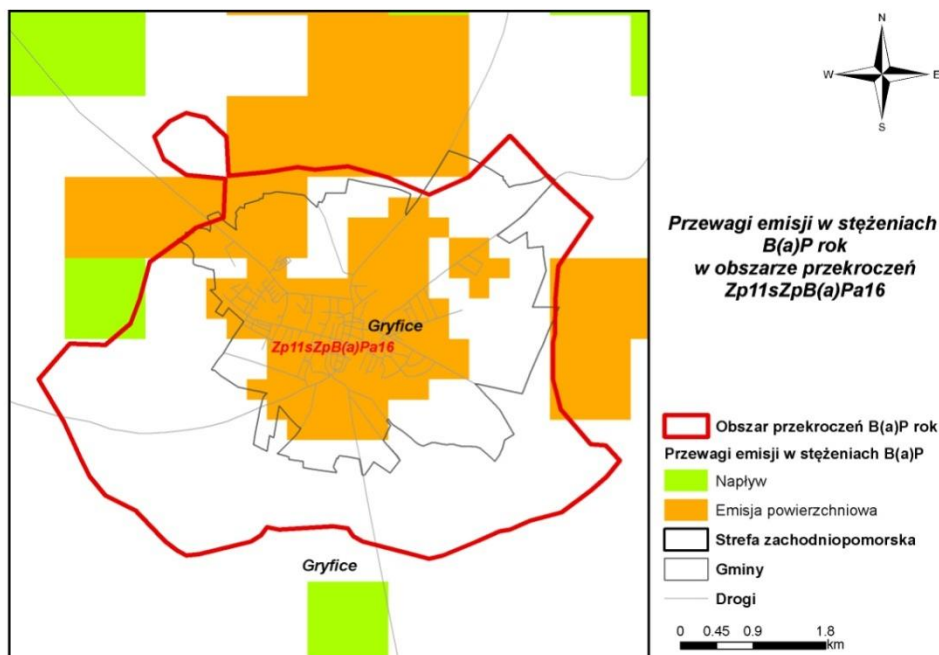 N
W
E
S
Przewagi emisji w stężeniach
B(a)P rok
w obszarze przekroczeń
Zp11sZpB(a)Pa16
Gryfice
Zp11sZpB(a)Pa16
Gryfice
Obszar przekroczeń B(a)P rok
Przewagi emisji w stężeniach B(a)P
Napływ
Emisja powierzchniowa
Strefa zachodniopomorska
Gminy
Drogi
0 0.45 0.9 1.8
km